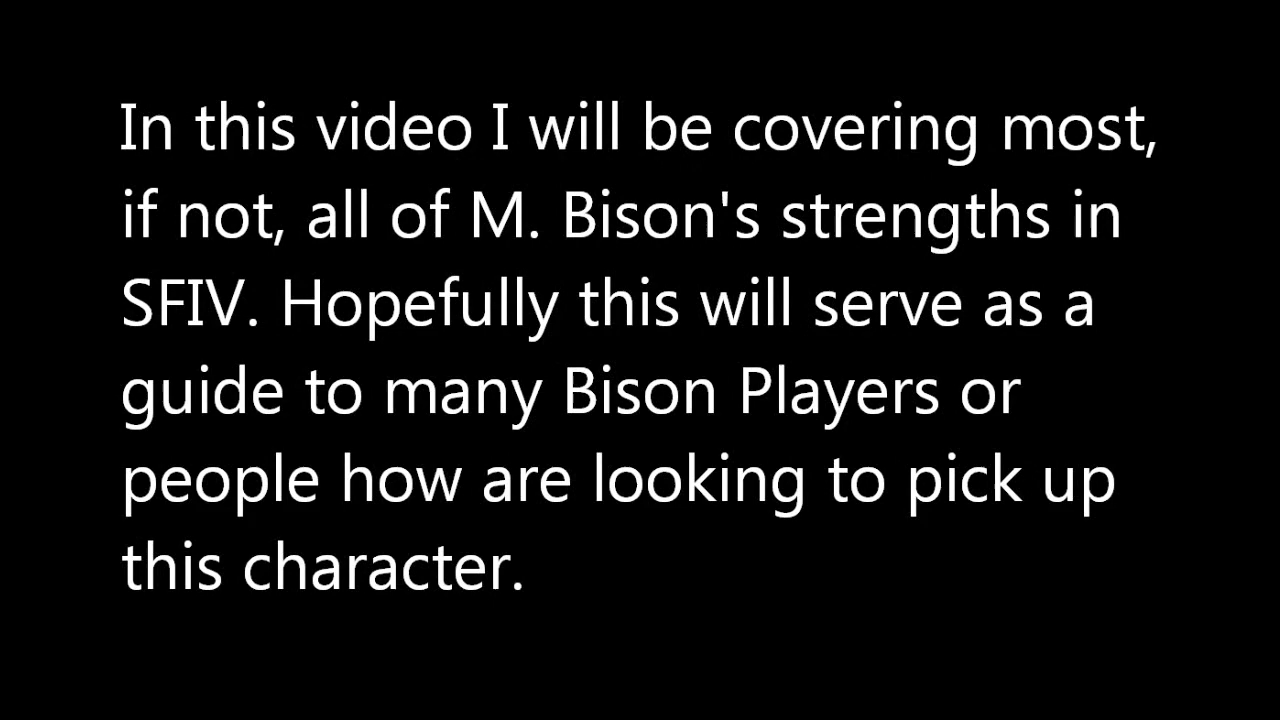 In this video I will be covering most,
if not, all of M. Bison's strengths in
SFIV. Hopefully this will serve as a
guide to many Bison Players or
people how are looking to pick up
this character.